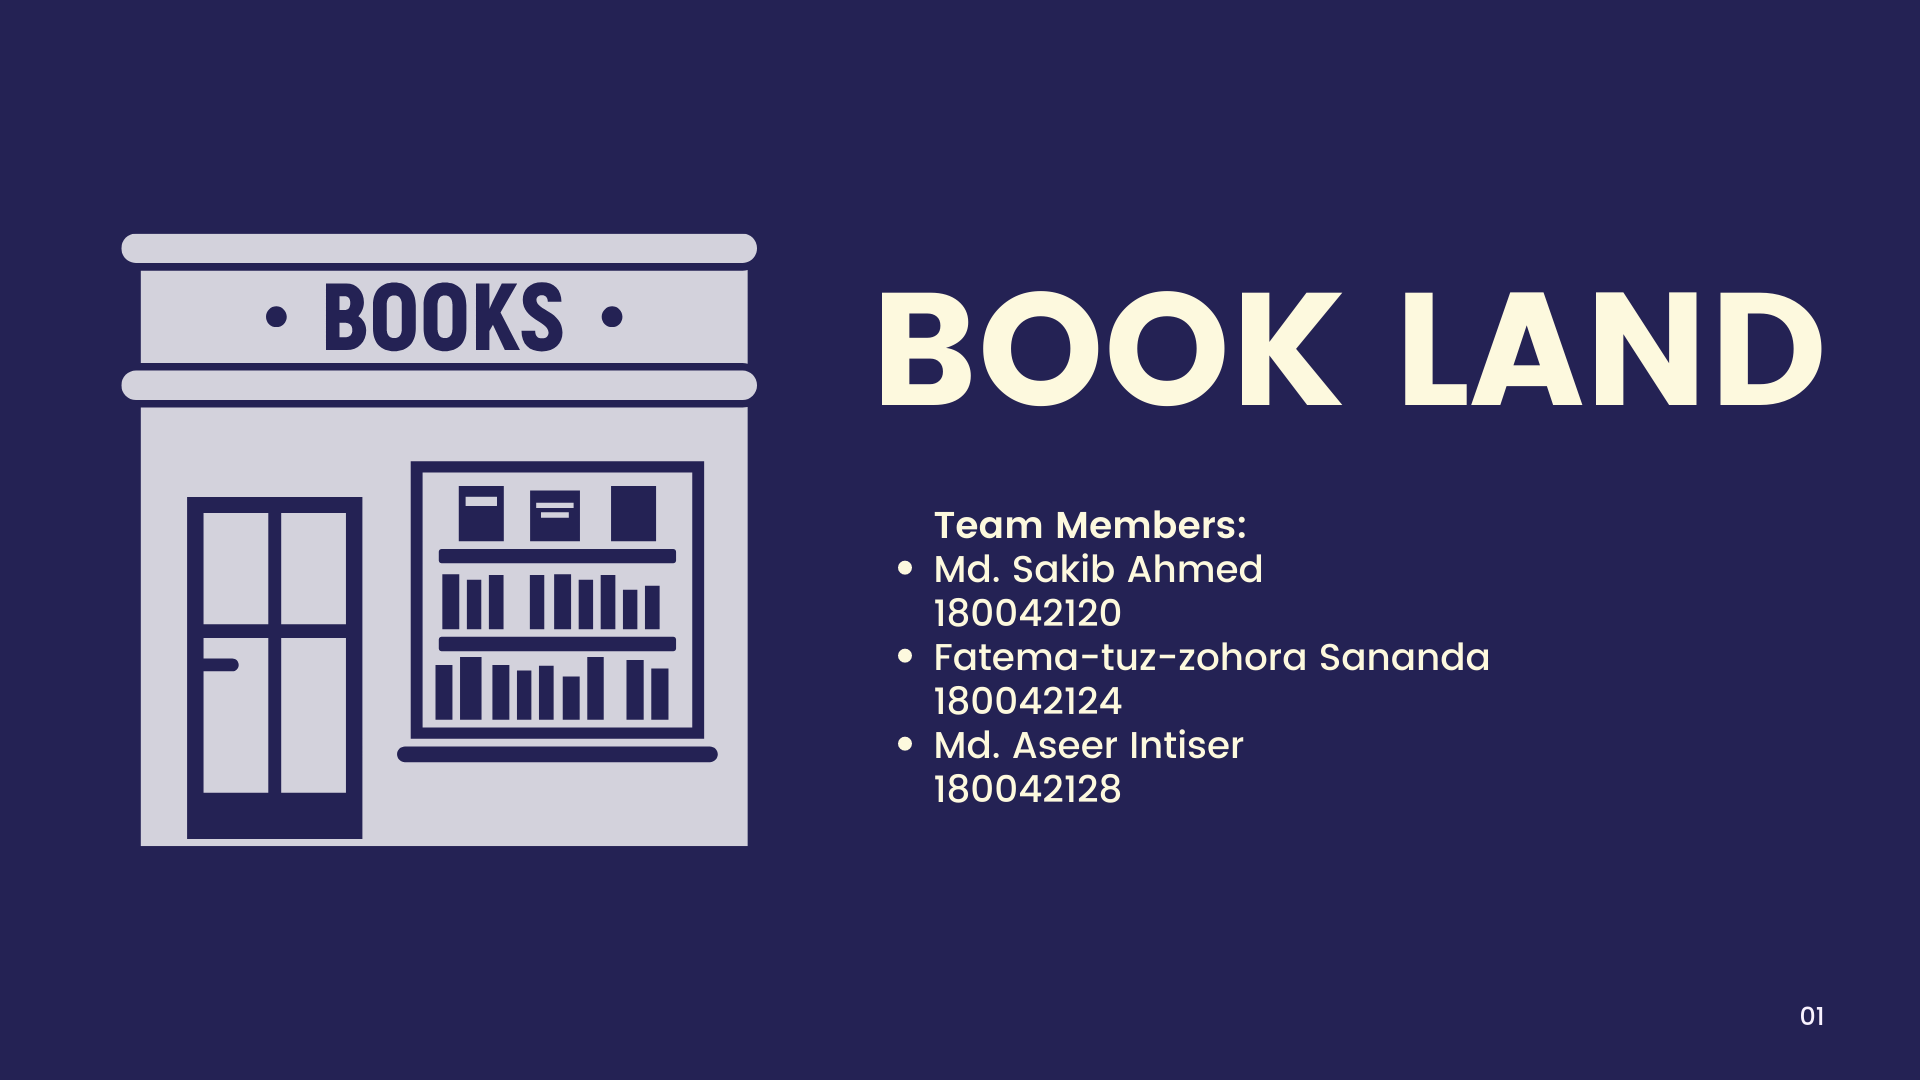 • BOOKS •
BOOK LAND
Team Members:
• Md. Sakib Ahmed
180042120
• Fatema-tuz-zohora Sananda
180042124
• Md. Aseer Intiser
180042128
01